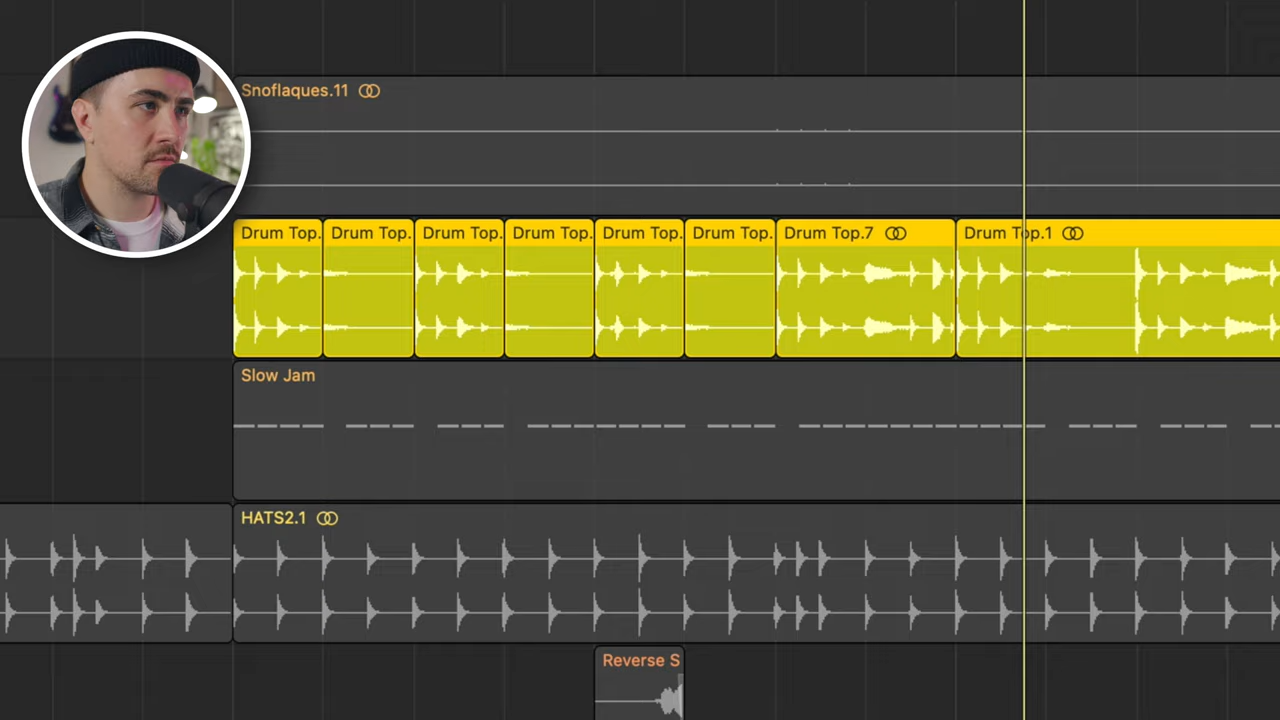 Snoflaques.11
Drum Top. Drum Top. Drum Top. Drum Top. Drum Top. Drum Top. Drum Top.7 Drum Top.1
Slow Jam
HATS2.1
Reverse S